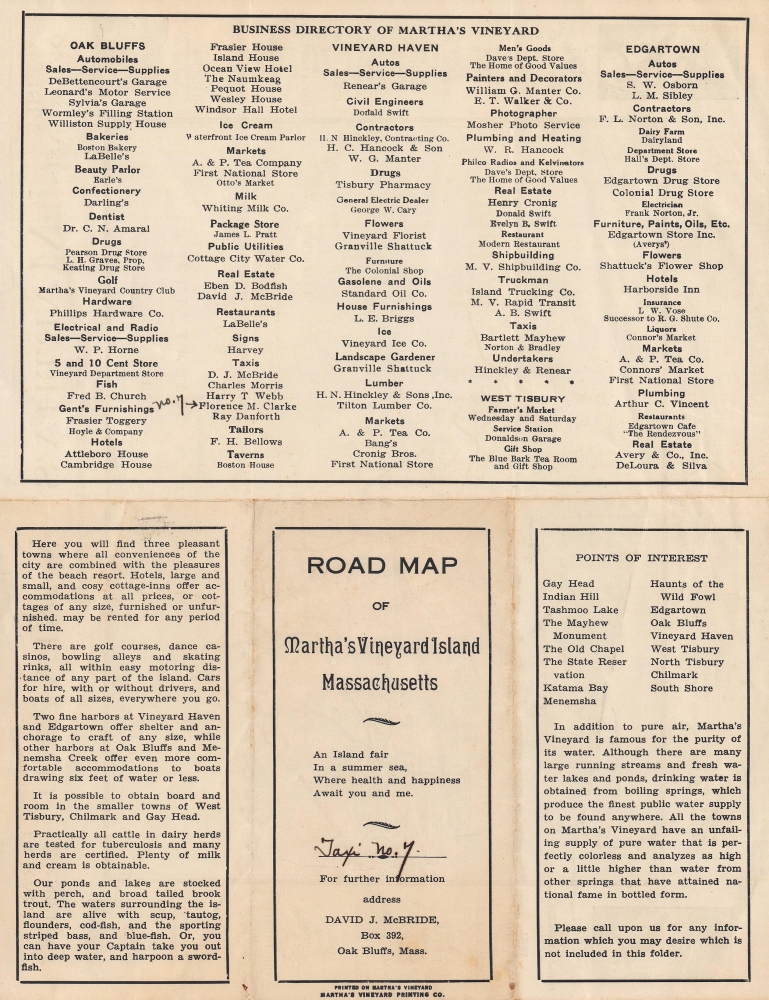 BUSINESS DIRECTORY OF MARTHA'S VINEYARD
OAK BLUFFS
Automobiles
Sales—Service—Supplies
DeBettencourt's Garage
Leonard's Motor Service
Sylvia's Garage
Wormley's Filling Station
Williston Supply House
Bakeries
Boston Bakery
LaBelle's
Beauty Parlor
Earle's
Confectionery
Darling's
Dentist
Dr. C. N. Amaral
Drugs
Pearson Drug Store
L. H. Graves, Prop.
Keating Drug Store
Golf
Martha's Vineyard Country Club
Hardware
Phillips Hardware Co.
Electrical and Radio
Sales—Service—Supplies
W. P. Horne
5 and 10 Cent Store
Vineyard Department Store
Fish
Fred B. Church
Gent's Furnishings
Frasier Toggery
Hoyle & Company
Hotels
Attleboro House
Cambridge House
Frasier House
Island House
Ocean View Hotel
The Naumkeag
Pequot House
Wesley House
Windsor Hall Hotel
Ice Cream
Waterfront Ice Cream Parlor
Markets
A. & P. Tea Company
First National Store
Otto's Market
Milk
Whiting Milk Co.
Package Store
James L. Pratt
Public Utilities
Cottage City Water Co.
Real Estate
Eben D. Bodfish
David J. McBride
Restaurants
LaBelle's
Signs
Harvey
Taxis
D. J. McBride
Charles Morris
Harry T Webb
no. 7 → Florence M. Clarke
Ray Danforth
Tailors
F. H. Bellows
Taverns
Boston House
VINEYARD HAVEN
Autos
Sales—Service—Supplies
Renear's Garage
Civil Engineers
Donald Swift
Contractors
H. N Hinckley, Contracting Co.
H. C. Hancock & Son
W. G. Manter
Drugs
Tisbury Pharmacy
General Electric Dealer
George W. Cary
Flowers
Vineyard Florist
Granville Shattuck
Furniture
The Colonial Shop
Gasolene and Oils
Standard Oil Co.
House Furnishings
L. E. Briggs
Ice
Vineyard Ice Co.
Landscape Gardener
Granville Shattuck
Lumber
H. N. Hinckley & Sons, Inc.
Tilton Lumber Co.
Markets
A. & P. Tea Co.
Bang's
Cronig Bros.
First National Store
Men's Goods
Dave's Dept. Store
The Home of Good Values
Painters and Decorators
William G. Manter Co.
E. T. Walker & Co.
Photographer
Mosher Photo Service
Plumbing and Heating
W. R. Hancock
Philco Radios and Kelvinators
Dave's Dept. Store
The Home of Good Values
Real Estate
Henry Cronig
Donald Swift
Evelyn B. Swift
Restaurant
Modern Restaurant
Shipbuilding
M. V. Shipbuilding Co.
Truckman
Island Trucking Co.
M. V. Rapid Transit
A. B. Swift
Taxis
Bartlett Mayhew
Norton & Bradley
Undertakers
Hinckley & Renear
* * * * *
WEST TISBURY
Farmer's Market
Wednesday and Saturday
Service Station
Donaldson Garage
Gift Shop
The Blue Bark Tea Room
and Gift Shop
EDGARTOWN
Autos
Sales—Service—Supplies
S. W. Osborn
L. M. Sibley
Contractors
F. L. Norton & Son, Inc.
Dairy Farm
Dairyland
Department Store
Hall's Dept. Store
Drugs
Edgartown Drug Store
Colonial Drug Store
Electrician
Frank Norton, Jr.
Furniture, Paints, Oils, Etc.
Edgartown Store Inc.
(Averys')
Flowers
Shattuck's Flower Shop
Hotels
Harborside Inn
Insurance
L W. Vose
Successor to R. G. Shute Co.
Liquors
Connor's Market
Markets
A. & P. Tea Co.
Connors' Market
First National Store
Plumbing
Arthur C. Vincent
Restaurants
Edgartown Cafe
"The Rendezvous"
Real Estate
Avery & Co., Inc.
DeLoura & Silva
Here you will find three pleasant
towns where all conveniences of the
city are combined with the pleasures
of the beach resort. Hotels, large and
small, and cosy cottage-inns offer ac-
commodations at all prices, or cot-
tages of any size, furnished or unfur-
nished. may be rented for any period
of time.
There are golf courses, dance ca-
sinos, bowling alleys and skating
rinks, all within easy motoring dis-
tance of any part of the island. Cars
for hire, with or without drivers, and
boats of all sizes, everywhere you go.
Two fine harbors at Vineyard Haven
and Edgartown offer shelter and an-
chorage to craft of any size, while
other harbors at Oak Bluffs and Me-
nemsha Creek offer even more com-
fortable accommodations to boats
drawing six feet of water or less.
It is possible to obtain board and
room in the smaller towns of West
Tisbury, Chilmark and Gay Head.
Practically all cattle in dairy herds
are tested for tuberculosis and many
herds are certified. Plenty of milk
and cream is obtainable.
Our ponds and lakes are stocked
with perch, and broad tailed brook
trout. The waters surrounding the is-
land are alive with scup, tautog,
flounders, cod-fish, and the sporting
striped bass, and blue-fish. Or, you
can have your Captain take you out
into deep water, and harpoon a sword-
fish.
ROAD MAP
OF
Martha's Vineyard Island
Massachusetts
An Island fair
In a summer sea,
Where health and happiness
Await you and me.
Taxi no. 7.
For further information
address
DAVID J. McBRIDE,
Box 392,
Oak Bluffs, Mass.
PRINTED ON MARTHA'S VINEYARD
MARTHA'S VINEYARD PRINTING CO.
POINTS OF INTEREST
Gay Head
Indian Hill
Tashmoo Lake
The Mayhew
Monument
The Old Chapel
The State Reser
vation
Katama Bay
Menemsha
Haunts of the
Wild Fowl
Edgartown
Oak Bluffs
Vineyard Haven
West Tisbury
North Tisbury
Chilmark
South Shore
In addition to pure air, Martha's
Vineyard is famous for the purity of
its water. Although there are many
large running streams and fresh wa-
ter lakes and ponds, drinking water is
obtained from boiling springs, which
produce the finest public water supply
to be found anywhere. All the towns
on Martha's Vineyard have an unfail-
ing supply of pure water that is per-
fectly colorless and analyzes as high
or a little higher than water from
other springs that have attained na-
tional fame in bottled form.
Please call upon us for any infor-
mation which you may desire which is
not included in this folder.